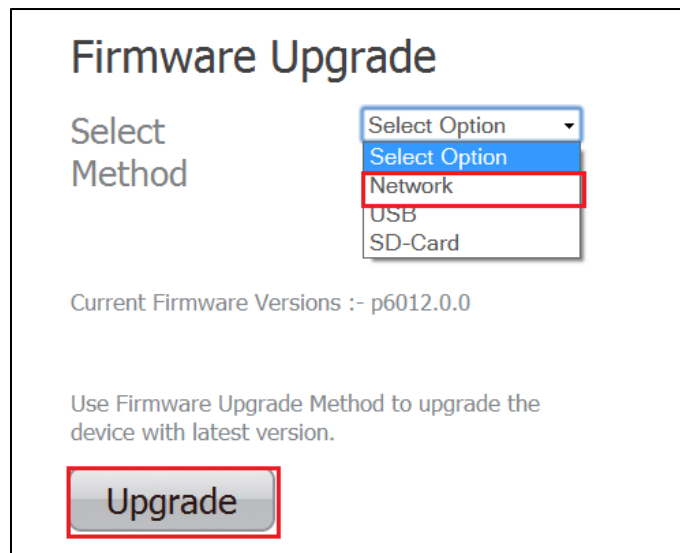 Firmware Upgrade
Select Option
Select
Method
Select Option
Network
USB
SD-Card
Current Firmware Versions :- p6012.0.0
Use Firmware Upgrade Method to upgrade the
device with latest version.
Upgrade